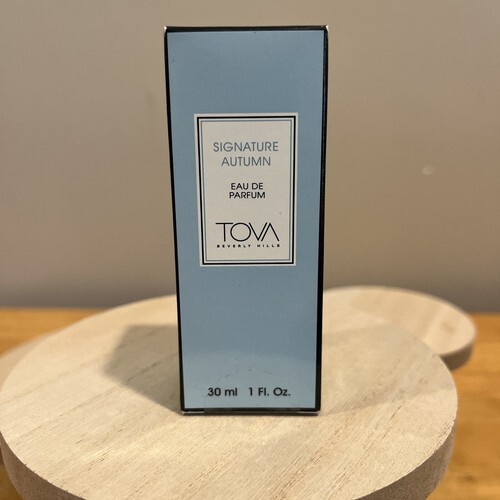 SIGNATURE
AUTUMN
EAU DE
PARFUM
TOVA
BEVERLY HILLS
30 ml 1 Fl. Oz.